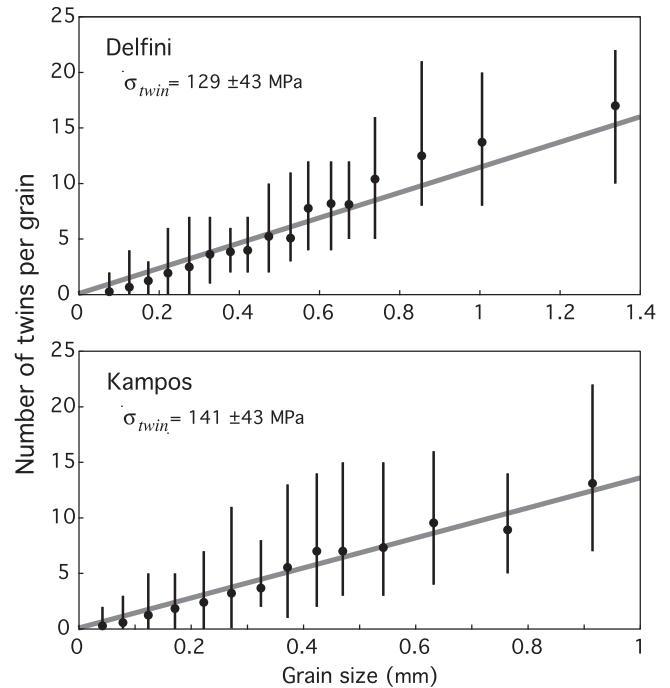 25
Delfini
20
σtwin= 129 ±43 MPa
15
10
5
0
0 0.2 0.4 0.6 0.8 1 1.2 1.4
Number of twins per grain
25
Kampos
20
σtwin= 141 ±43 MPa
15
10
5
0
0 0.2 0.4 0.6 0.8 1
Grain size (mm)